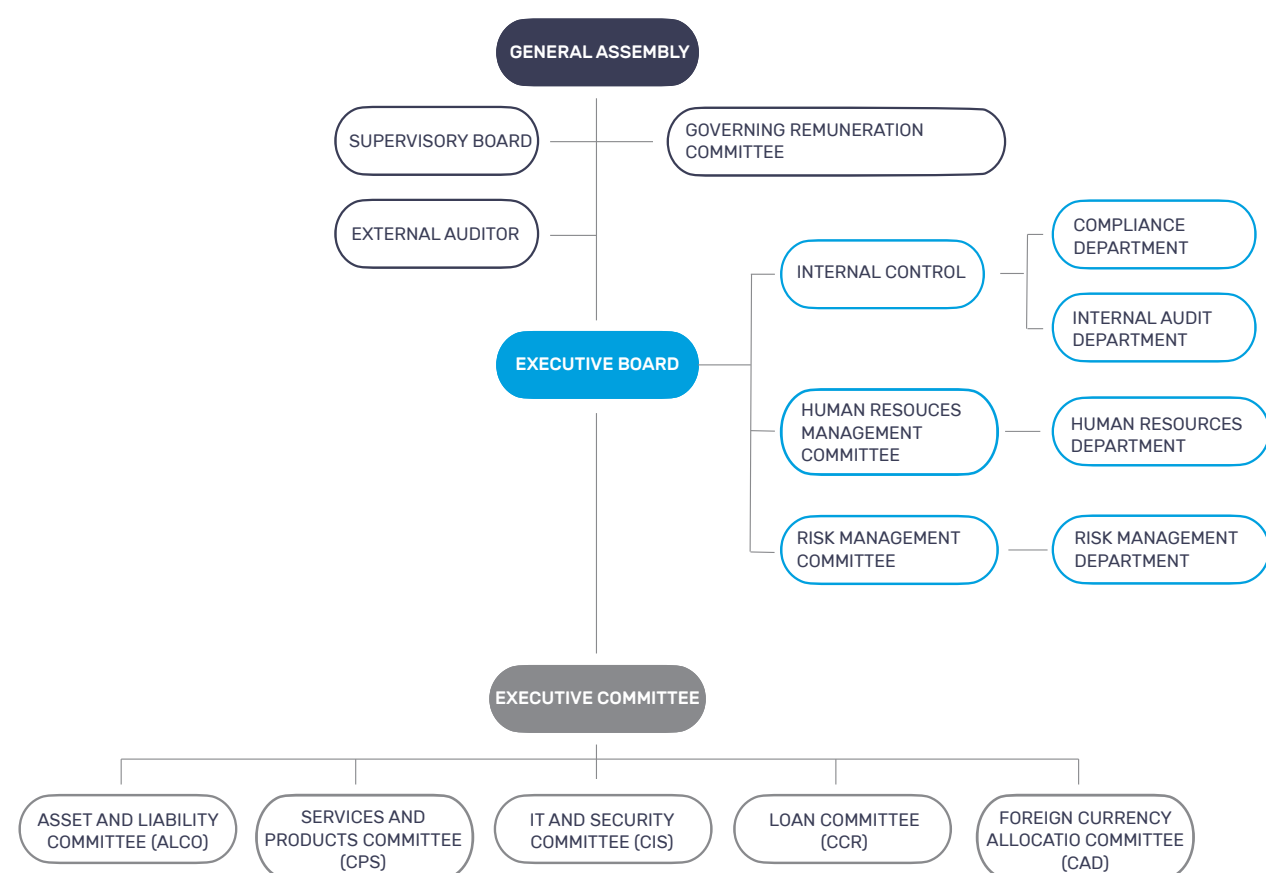 GENERAL ASSEMBLY
SUPERVISORY BOARD
GOVERNING REMUNERATION
COMMITTEE
EXTERNAL AUDITOR
COMPLIANCE
DEPARTMENT
INTERNAL CONTROL
INTERNAL AUDIT
DEPARTMENT
EXECUTIVE BOARD
HUMAN RESOUCES
MANAGEMENT
COMMITTEE
HUMAN RESOURCES
DEPARTMENT
RISK MANAGEMENT
COMMITTEE
RISK MANAGEMENT
DEPARTMENT
EXECUTIVE COMMITTEE
ASSET AND LIABILITY
COMMITTEE (ALCO)
SERVICES AND
PRODUCTS COMMITTEE
(CPS)
IT AND SECURITY
COMMITTEE (CIS)
LOAN COMMITTEE
(CCR)
FOREIGN CURRENCY
ALLOCATIO COMMITTEE
(CAD)